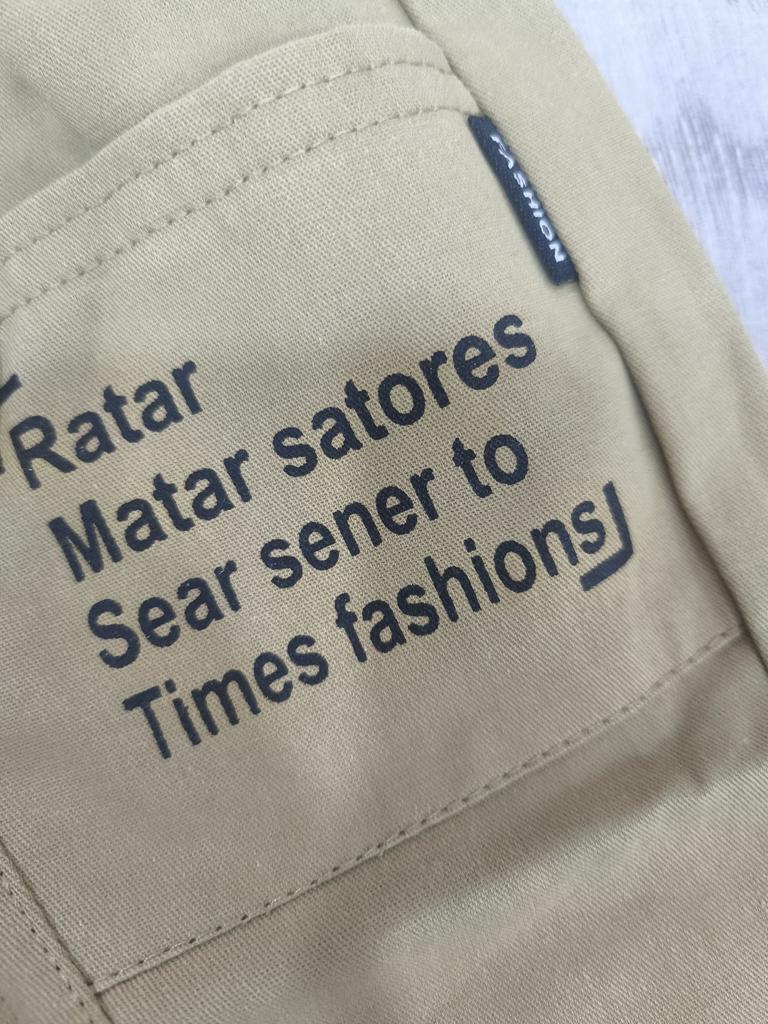 FASHION
Ratar
Matar satores
Sear sener to
Times fashions